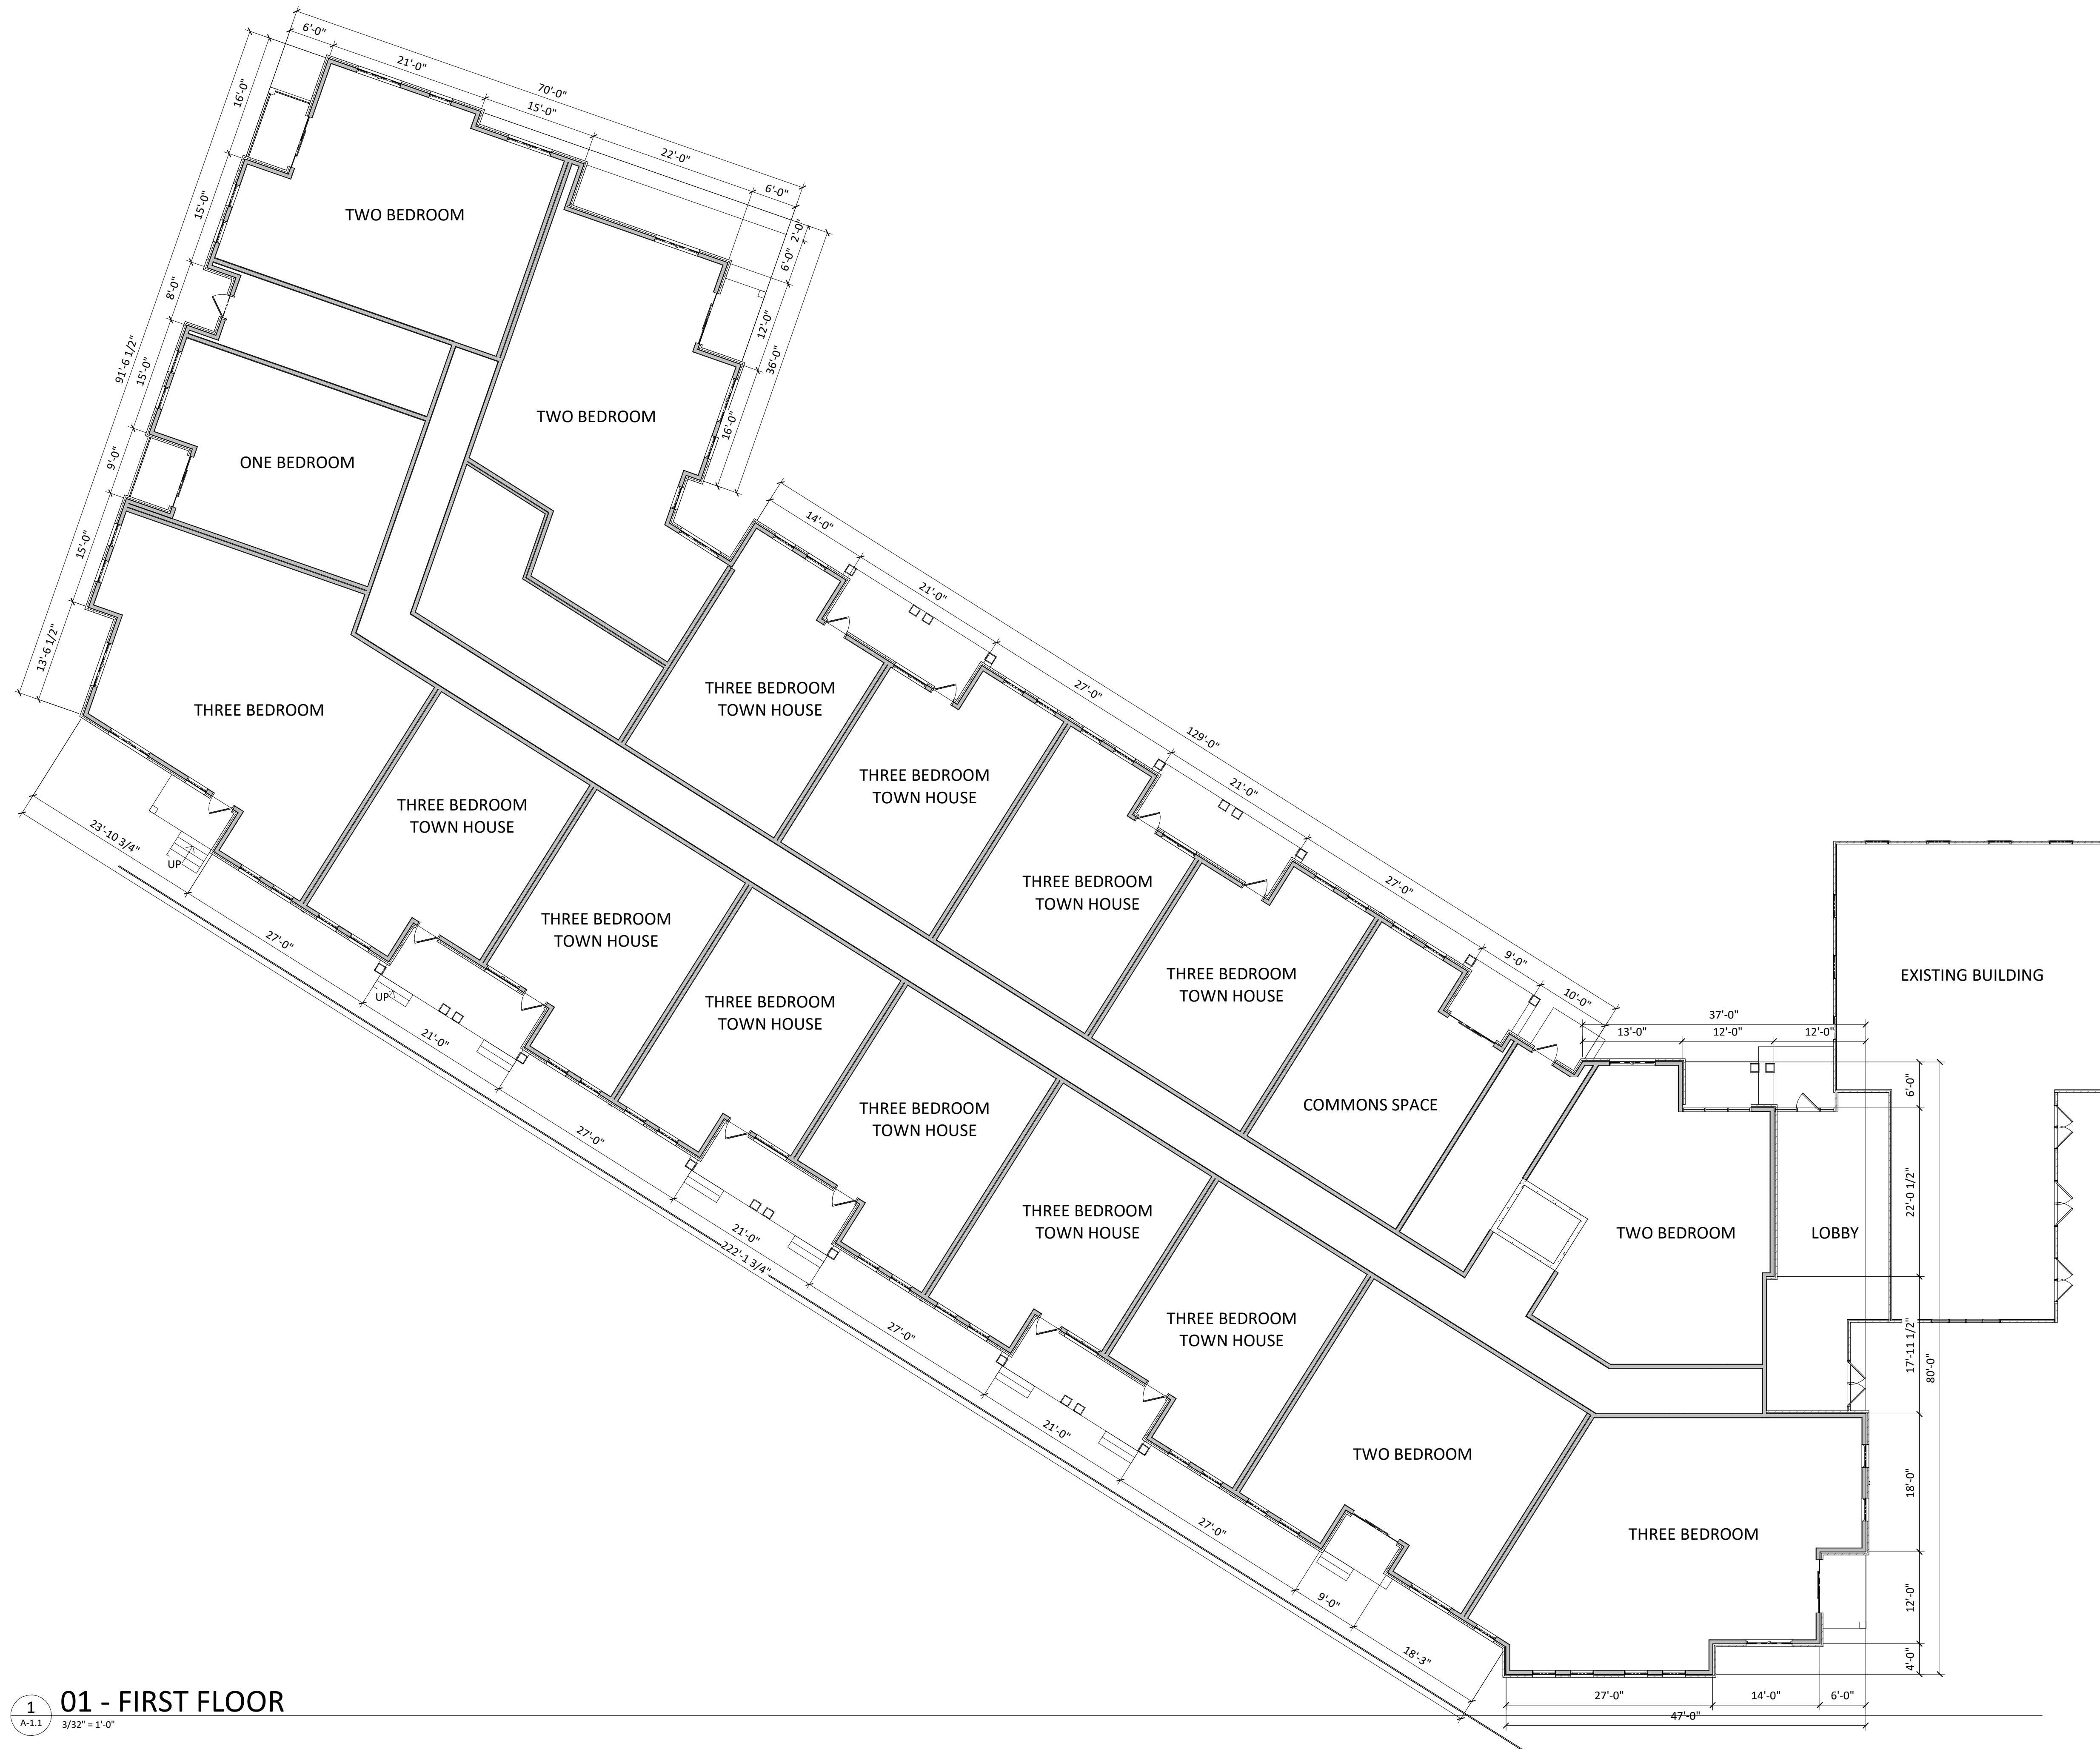 6'-0"
21'-0"
70'-0"
15'-0"
22'-0"
6'-0"
16'-0"
15'-0"
8'-0"
91'-6 1/2"
15'-0"
9'-0"
15'-0"
13'-6 1/2"
2'-0"
6'-0"
12'-0"
36'-0"
16'-0"
TWO BEDROOM
TWO BEDROOM
ONE BEDROOM
THREE BEDROOM
14'-0"
21'-0"
27'-0"
129'-0"
21'-0"
27'-0"
9'-0"
10'-0"
THREE BEDROOM
TOWN HOUSE
THREE BEDROOM
TOWN HOUSE
THREE BEDROOM
TOWN HOUSE
THREE BEDROOM
TOWN HOUSE
COMMONS SPACE
THREE BEDROOM
TOWN HOUSE
THREE BEDROOM
TOWN HOUSE
THREE BEDROOM
TOWN HOUSE
THREE BEDROOM
TOWN HOUSE
THREE BEDROOM
TOWN HOUSE
THREE BEDROOM
TOWN HOUSE
TWO BEDROOM
THREE BEDROOM
TWO BEDROOM
LOBBY
EXISTING BUILDING
37'-0"
13'-0"
12'-0"
12'-0"
6'-0"
22'-0 1/2"
17'-11 1/2"
80'-0"
18'-0"
12'-0"
4'-0"
UP
UP
23'-10 3/4"
27'-0"
21'-0"
27'-0"
21'-0"
222'-1 3/4"
27'-0"
21'-0"
27'-0"
9'-0"
18'-3"
27'-0"
14'-0"
6'-0"
47'-0"
1
A-1.1
01 - FIRST FLOOR
3/32" = 1'-0"